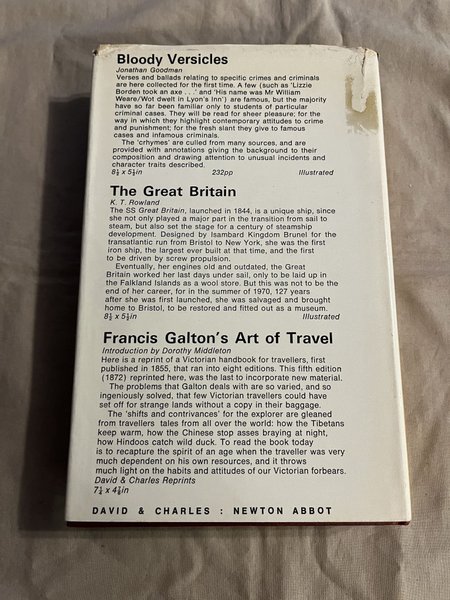 Bloody Versicles
Jonathan Goodman
Verses and ballads relating to specific crimes and criminals
are here collected for the first time. A few (such as 'Lizzie
Borden took an axe . . .' and 'His name was Mr William
Weare/Wot dwelt in Lyon's Inn') are famous, but the majority
have so far been familiar only to students of particular
criminal cases. They will be read for sheer pleasure; for the
way in which they highlight contemporary attitudes to crime
and punishment; for the fresh slant they give to famous
cases and infamous criminals.
The 'crhymes' are culled from many sources, and are
provided with annotations giving the background to their
composition and drawing attention to unusual incidents and
character traits described.
8½ x 5½in 232pp Illustrated
The Great Britain
K. T. Rowland
The SS Great Britain, launched in 1844, is a unique ship, since
she not only played a major part in the transition from sail to
steam, but also set the stage for a century of steamship
development. Designed by Isambard Kingdom Brunel for the
transatlantic run from Bristol to New York, she was the first
iron ship, the largest ever built at that time, and the first
to be driven by screw propulsion.
Eventually, her engines old and outdated, the Great
Britain worked her last days under sail, only to be laid up in
the Falkland Islands as a wool store. But this was not to be the
end of her career, for in the summer of 1970, 127 years
after she was first launched, she was salvaged and brought
home to Bristol, to be restored and fitted out as a museum.
8½ x 5½in Illustrated
Francis Galton's Art of Travel
Introduction by Dorothy Middleton
Here is a reprint of a Victorian handbook for travellers, first
published in 1855, that ran into eight editions. This fifth edition
(1872) reprinted here, was the last to incorporate new material.
The problems that Galton deals with are so varied, and so
ingeniously solved, that few Victorian travellers could have
set off for strange lands without a copy in their baggage.
The 'shifts and contrivances' for the explorer are gleaned
from travellers tales from all over the world: how the Tibetans
keep warm, how the Chinese stop asses braying at night,
how Hindoos catch wild duck. To read the book today
is to recapture the spirit of an age when the traveller was very
much dependent on his own resources, and it throws
much light on the habits and attitudes of our Victorian forbears.
David & Charles Reprints
7¼ x 4¾in
DAVID & CHARLES : NEWTON ABBOT